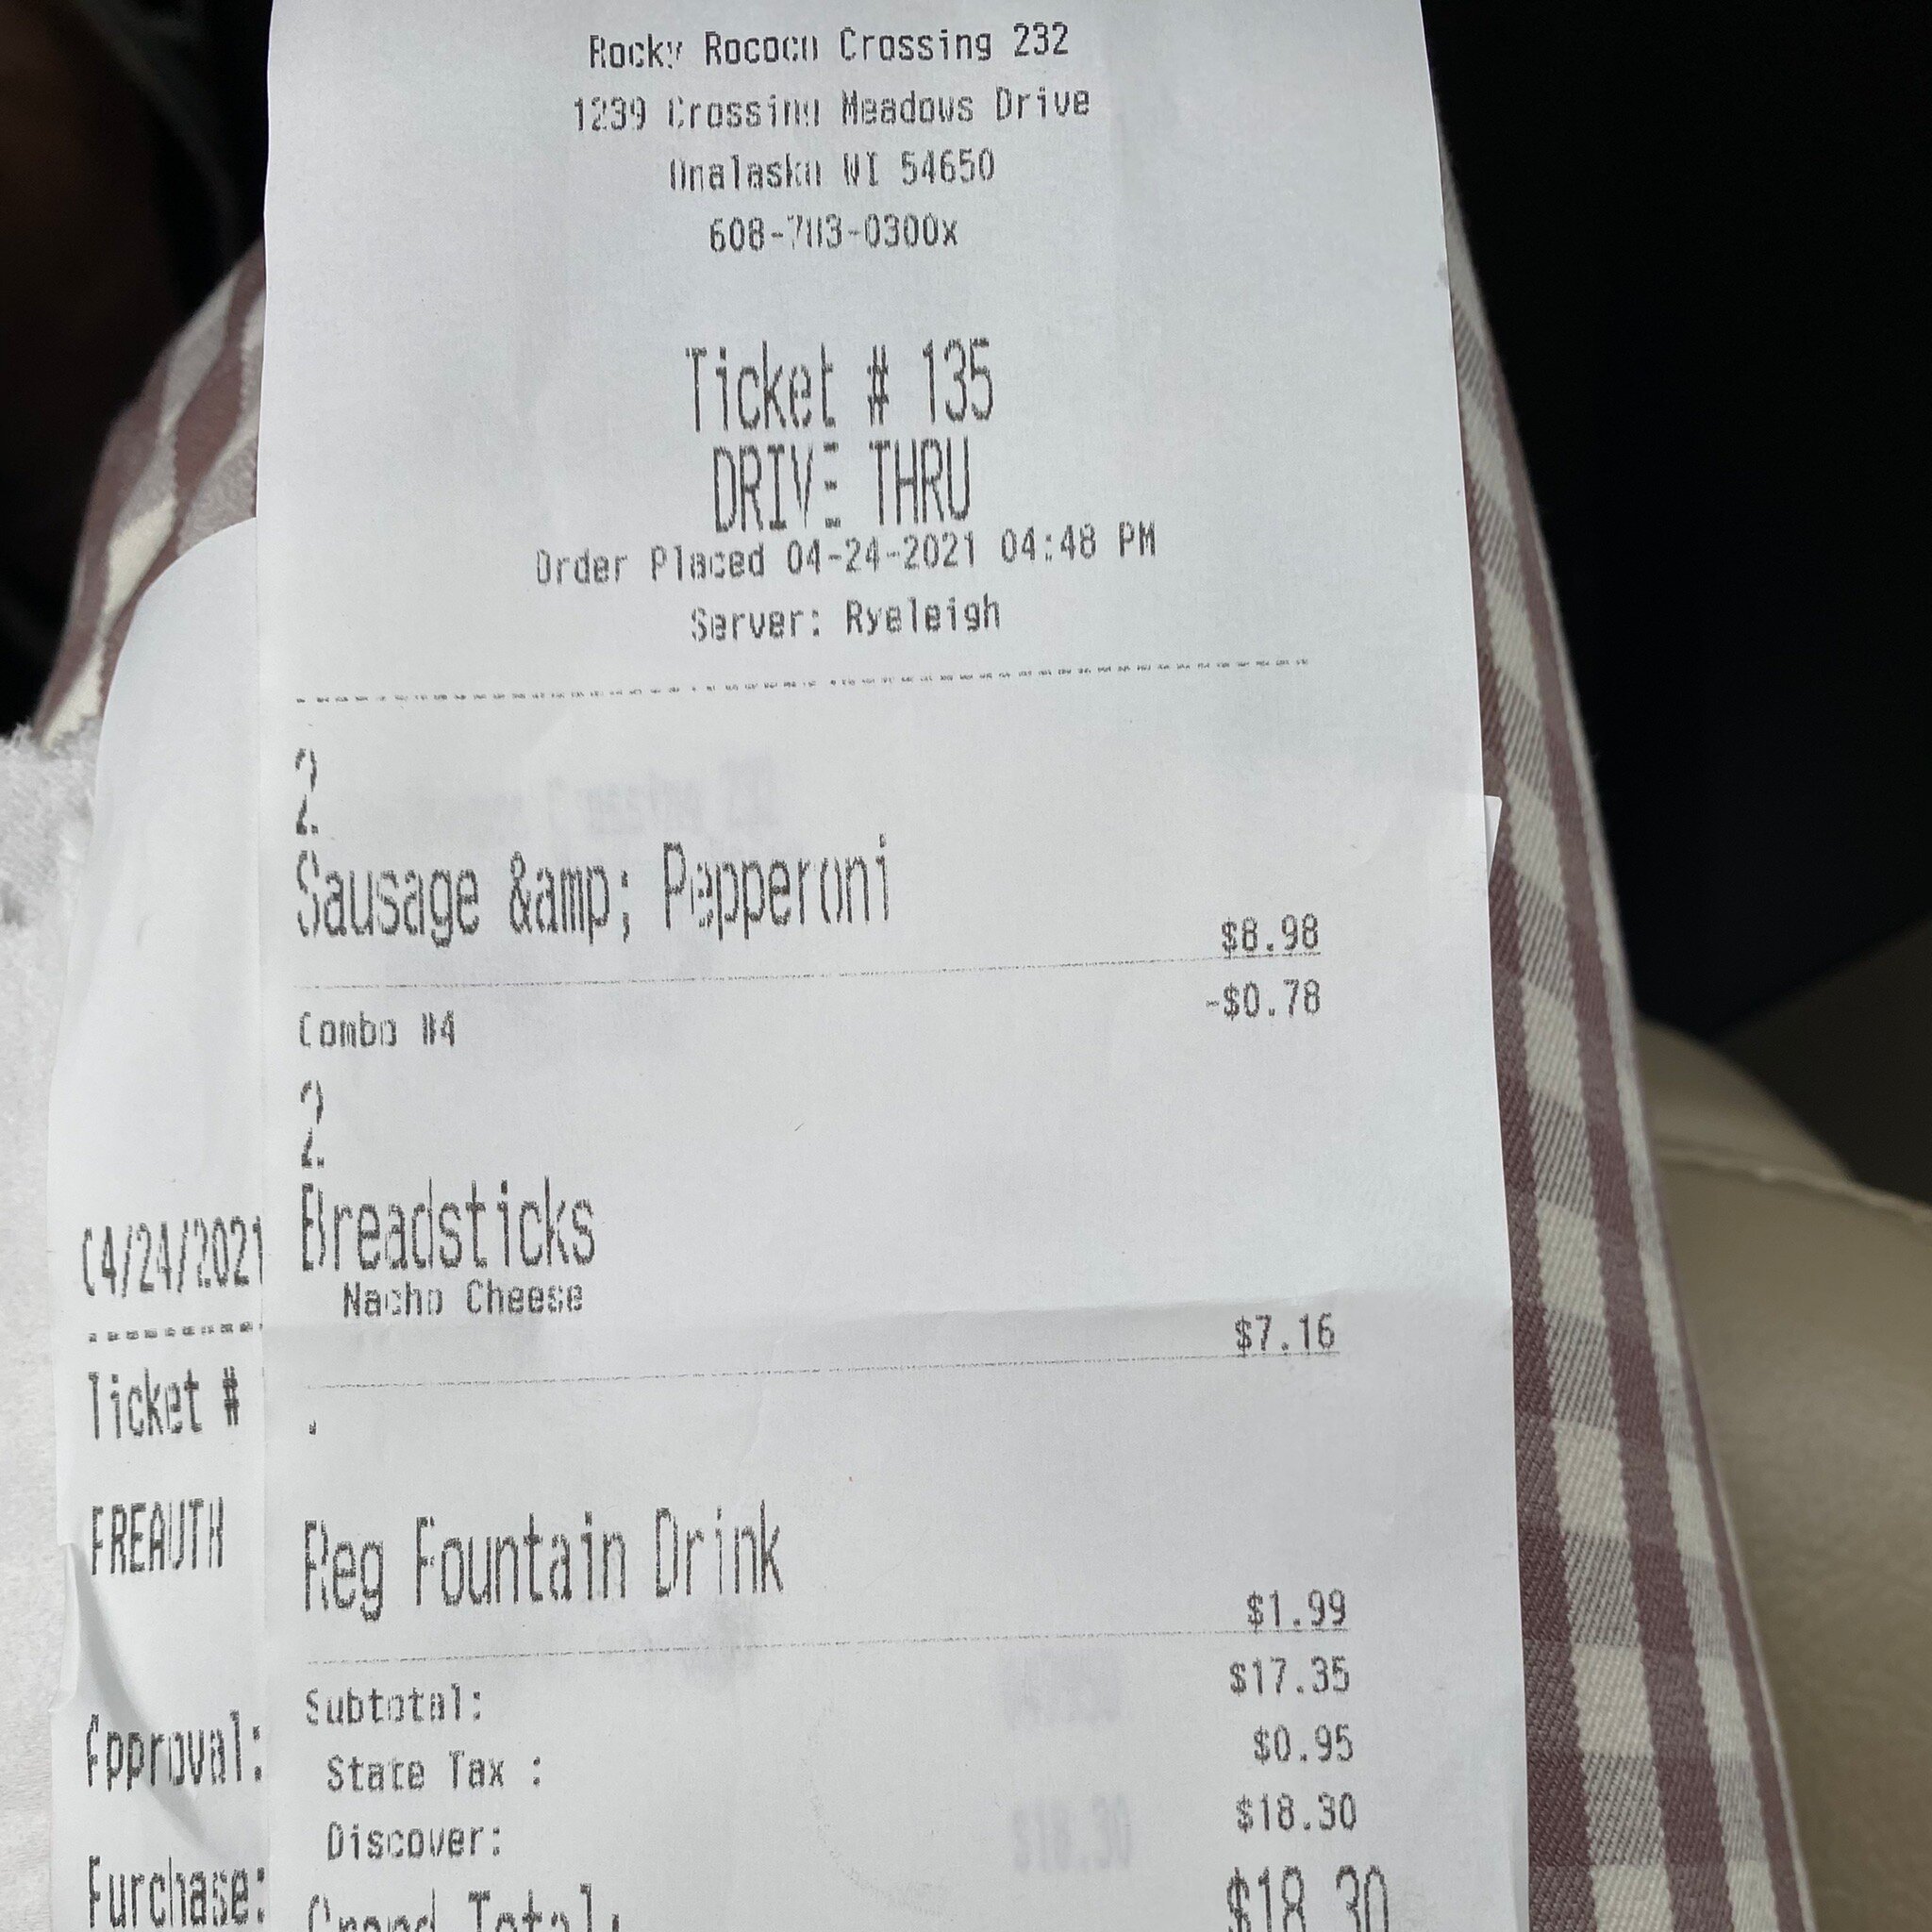 Rocky Rococo Crossing 232
1239 Crossing Meadows Drive
Onalaska WI 54650
608-783-0300x
Ticket # 135
DRIVE THRU
Order Placed 04-24-2021 04:48 PM
Server: Ryeleigh
2
Sausage &amp; Pepperoni
$8.98
Combo #4 -$0.78
2
Breadsticks
Nacho Cheese
$7.16
Reg Fountain Drink
$1.99
Subtotal: $17.35
State Tax : $0.95
Discover: $18.30
Grand Total: $18.30
04/24/2021
Ticket #
PREAUTH
Approval:
Purchase: